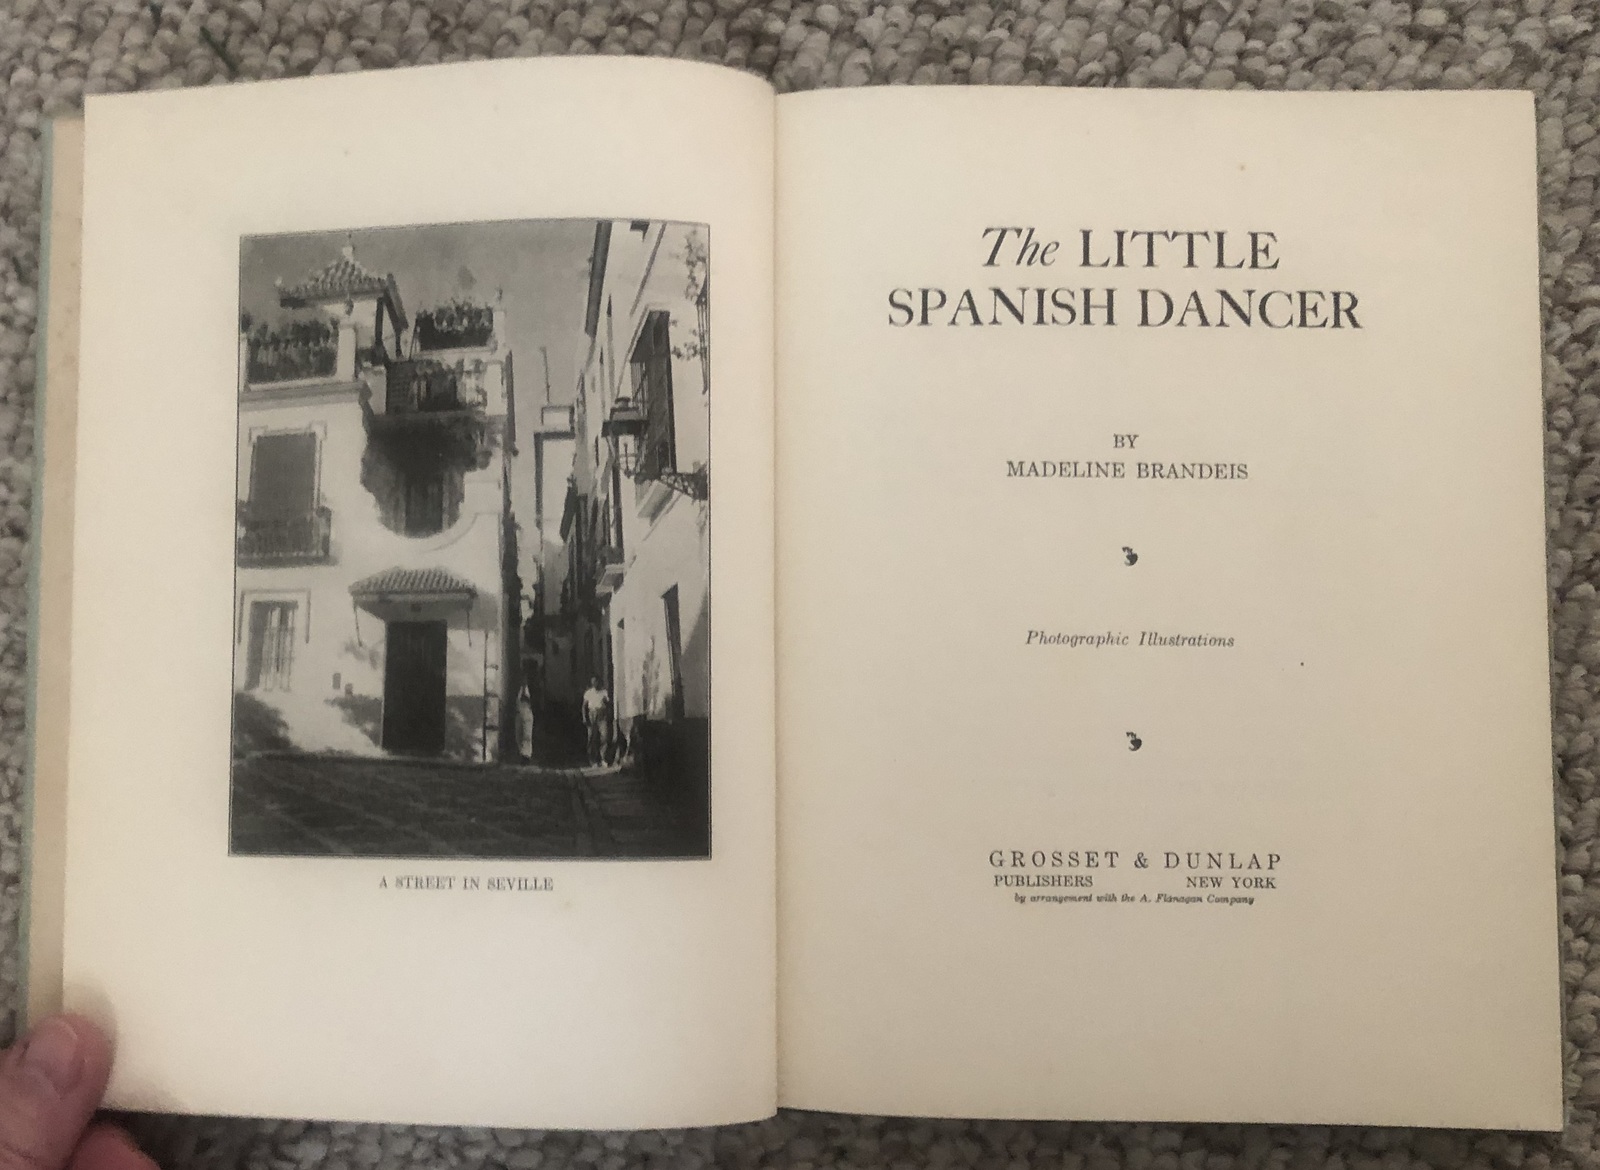 A STREET IN SEVILLE
The LITTLE
SPANISH DANCER
BY
MADELINE BRANDEIS
Photographic Illustrations
GROSSET & DUNLAP
PUBLISHERS NEW YORK
by arrangement with the A. Flanagan Company